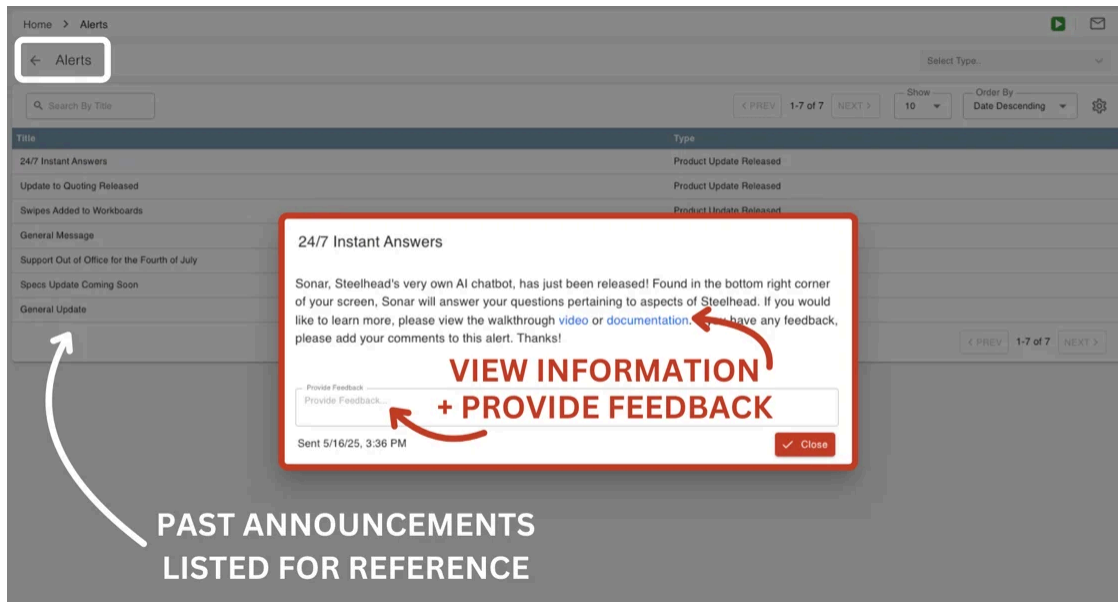 Home > Alerts
← Alerts
Select Type..
Search By Title
< PREV 1-7 of 7 NEXT >
Show
10
Order By
Date Descending
Title Type
24/7 Instant Answers Product Update Released
Update to Quoting Released Product Update Released
Swipes Added to Workboards Product Update Released
General Message
Support Out of Office for the Fourth of July
Specs Update Coming Soon
General Update
< PREV 1-7 of 7 NEXT >
24/7 Instant Answers
Sonar, Steelhead's very own AI chatbot, has just been released! Found in the bottom right corner
of your screen, Sonar will answer your questions pertaining to aspects of Steelhead. If you would
like to learn more, please view the walkthrough video or documentation. have any feedback,
please add your comments to this alert. Thanks!
VIEW INFORMATION
+ PROVIDE FEEDBACK
Provide Feedback
Provide Feedback...
Sent 5/16/25, 3:36 PM
Close
PAST ANNOUNCEMENTS
LISTED FOR REFERENCE